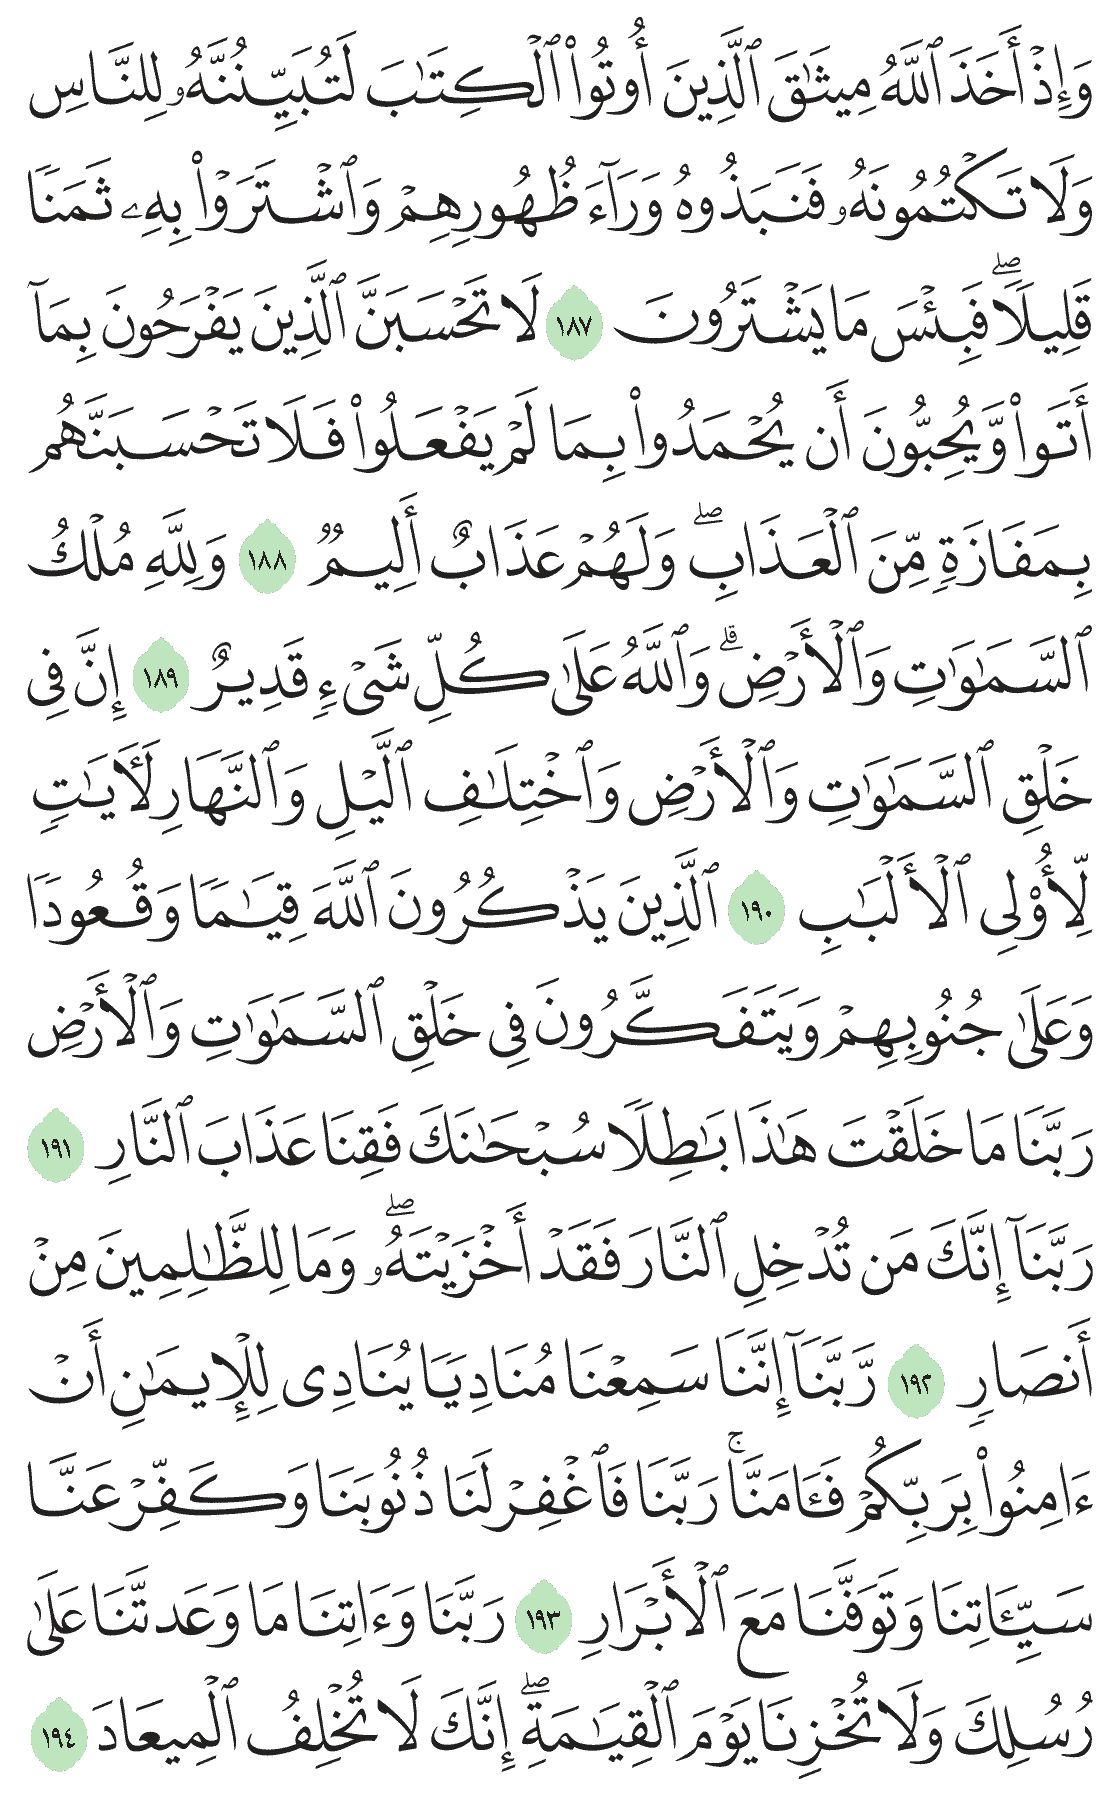 وَإِذْ أَخَذَ ٱللَّهُ مِيثَٰقَ ٱلَّذِينَ أُوتُوا۟ ٱلْكِتَٰبَ لَتُبَيِّنُنَّهُۥ لِلنَّاسِ
وَلَا تَكْتُمُونَهُۥ فَنَبَذُوهُ وَرَآءَ ظُهُورِهِمْ وَٱشْتَرَوْا۟ بِهِۦ ثَمَنًا
قَلِيلًا ۖ فَبِئْسَ مَا يَشْتَرُونَ ١٨٧ لَا تَحْسَبَنَّ ٱلَّذِينَ يَفْرَحُونَ بِمَآ
أَتَوا۟ وَّيُحِبُّونَ أَن يُحْمَدُوا۟ بِمَا لَمْ يَفْعَلُوا۟ فَلَا تَحْسَبَنَّهُم
بِمَفَازَةٍ مِّنَ ٱلْعَذَابِ ۖ وَلَهُمْ عَذَابٌ أَلِيمٌ ١٨٨ وَلِلَّهِ مُلْكُ
ٱلسَّمَٰوَٰتِ وَٱلْأَرْضِ ۗ وَٱللَّهُ عَلَىٰ كُلِّ شَىْءٍ قَدِيرٌ ١٨٩ إِنَّ فِى
خَلْقِ ٱلسَّمَٰوَٰتِ وَٱلْأَرْضِ وَٱخْتِلَٰفِ ٱلَّيْلِ وَٱلنَّهَارِ لَـَٔايَٰتٍ
لِّأُو۟لِى ٱلْأَلْبَٰبِ ١٩٠ ٱلَّذِينَ يَذْكُرُونَ ٱللَّهَ قِيَٰمًا وَقُعُودًا
وَعَلَىٰ جُنُوبِهِمْ وَيَتَفَكَّرُونَ فِى خَلْقِ ٱلسَّمَٰوَٰتِ وَٱلْأَرْضِ
رَبَّنَا مَا خَلَقْتَ هَٰذَا بَٰطِلًا سُبْحَٰنَكَ فَقِنَا عَذَابَ ٱلنَّارِ ١٩١
رَبَّنَآ إِنَّكَ مَن تُدْخِلِ ٱلنَّارَ فَقَدْ أَخْزَيْتَهُۥ ۖ وَمَا لِلظَّٰلِمِينَ مِنْ
أَنصَارٍ ١٩٢ رَّبَّنَآ إِنَّنَا سَمِعْنَا مُنَادِيًا يُنَادِى لِلْإِيمَٰنِ أَنْ
ءَامِنُوا۟ بِرَبِّكُمْ فَـَٔامَنَّا ۚ رَبَّنَا فَٱغْفِرْ لَنَا ذُنُوبَنَا وَكَفِّرْ عَنَّا
سَيِّـَٔاتِنَا وَتَوَفَّنَا مَعَ ٱلْأَبْرَارِ ١٩٣ رَبَّنَا وَءَاتِنَا مَا وَعَدتَّنَا عَلَىٰ
رُسُلِكَ وَلَا تُخْزِنَا يَوْمَ ٱلْقِيَٰمَةِ ۖ إِنَّكَ لَا تُخْلِفُ ٱلْمِيعَادَ ١٩٤